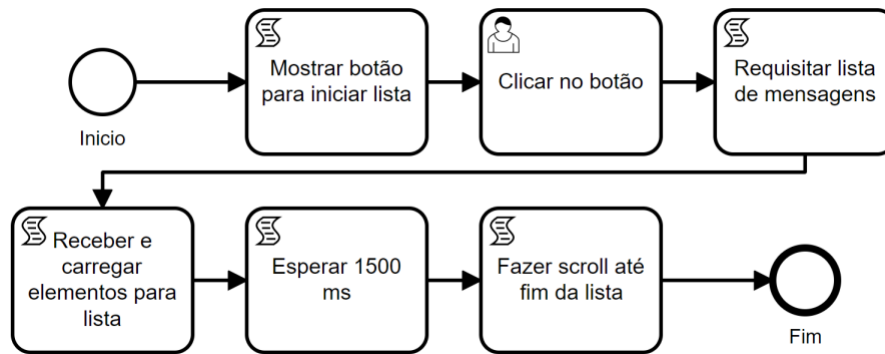 Mostrar botão
para iniciar lista
Clicar no botão
Requisitar lista
de mensagens
Inicio
Receber e
carregar
elementos para
lista
Esperar 1500
ms
Fazer scroll até
fim da lista
Fim